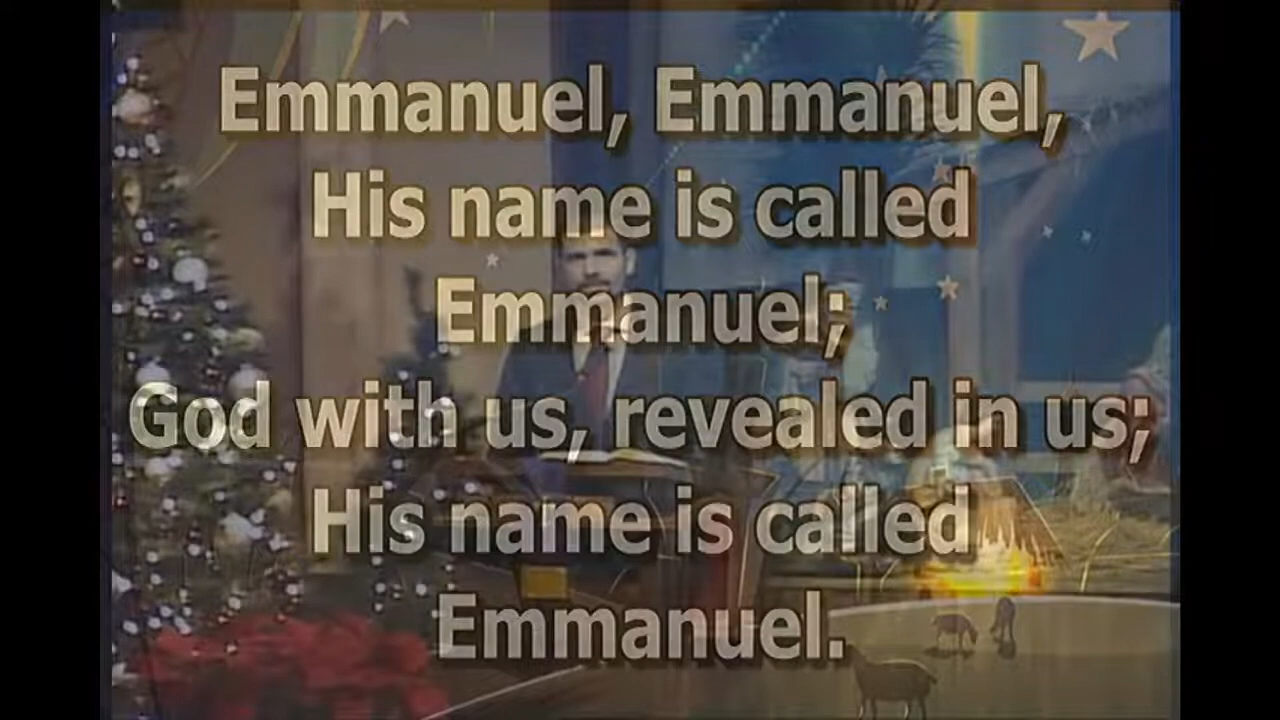 Emmanuel, Emmanuel,
His name is called
Emmanuel;
God with us, revealed in us;
His name is called
Emmanuel.